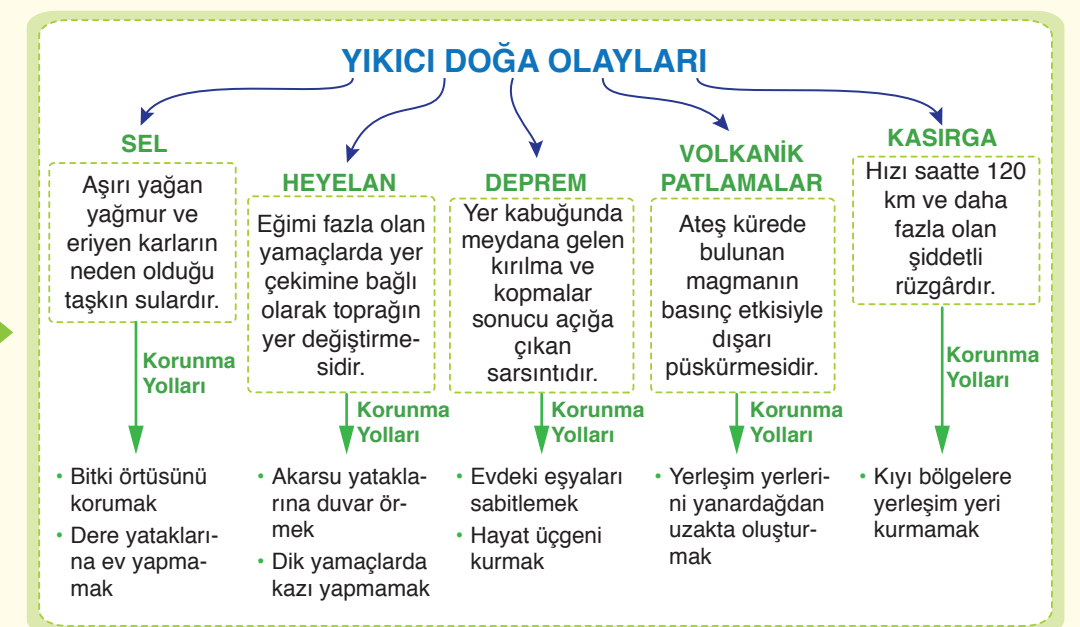 YIKICI DOĞA OLAYLARI
SEL
Aşırı yağan
yağmur ve
eriyen karların
neden olduğu
taşkın sulardır.
Korunma
Yolları
• Bitki örtüsünü
korumak
• Dere yatakları-
na ev yapma-
mak
HEYELAN
Eğimi fazla olan
yamaçlarda yer
çekimine bağlı
olarak toprağın
yer değiştirme-
sidir.
Korunma
Yolları
• Akarsu yatakla-
rına duvar ör-
mek
• Dik yamaçlarda
kazı yapmamak
DEPREM
Yer kabuğunda
meydana gelen
kırılma ve
kopmalar
sonucu açığa
çıkan
sarsıntıdır.
Korunma
Yolları
• Evdeki eşyaları
sabitlemek
• Hayat üçgeni
kurmak
VOLKANİK
PATLAMALAR
Ateş kürede
bulunan
magmanın
basınç etkisiyle
dışarı
püskürmesidir.
Korunma
Yolları
• Yerleşim yerleri-
ni yanardağdan
uzakta oluştur-
mak
KASIRGA
Hızı saatte 120
km ve daha
fazla olan
şiddetli
rüzgârdır.
Korunma
Yolları
• Kıyı bölgelere
yerleşim yeri
kurmamak